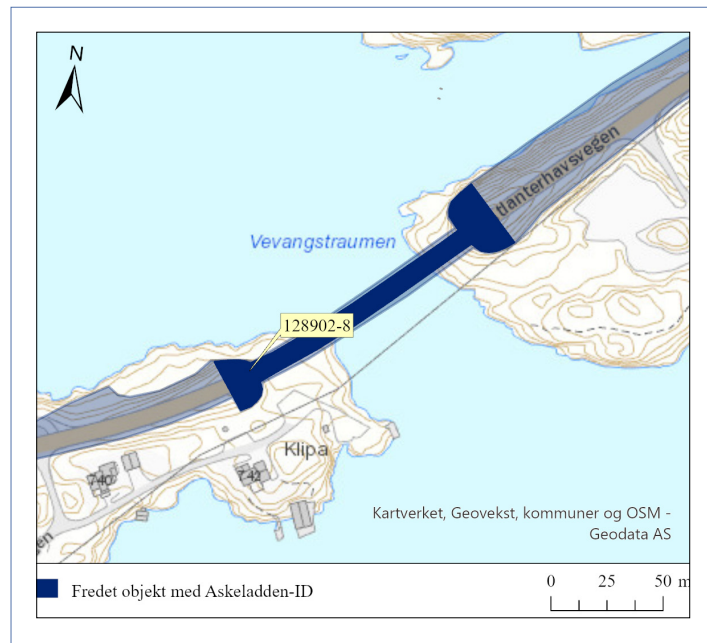 N
tlanterhavsvegen
Vevangstraumen
128902-8
Klipa
740
742
en
Kartverket, Geovekst, kommuner og OSM -
Geodata AS
Fredet objekt med Askeladden-ID
0 25 50 m